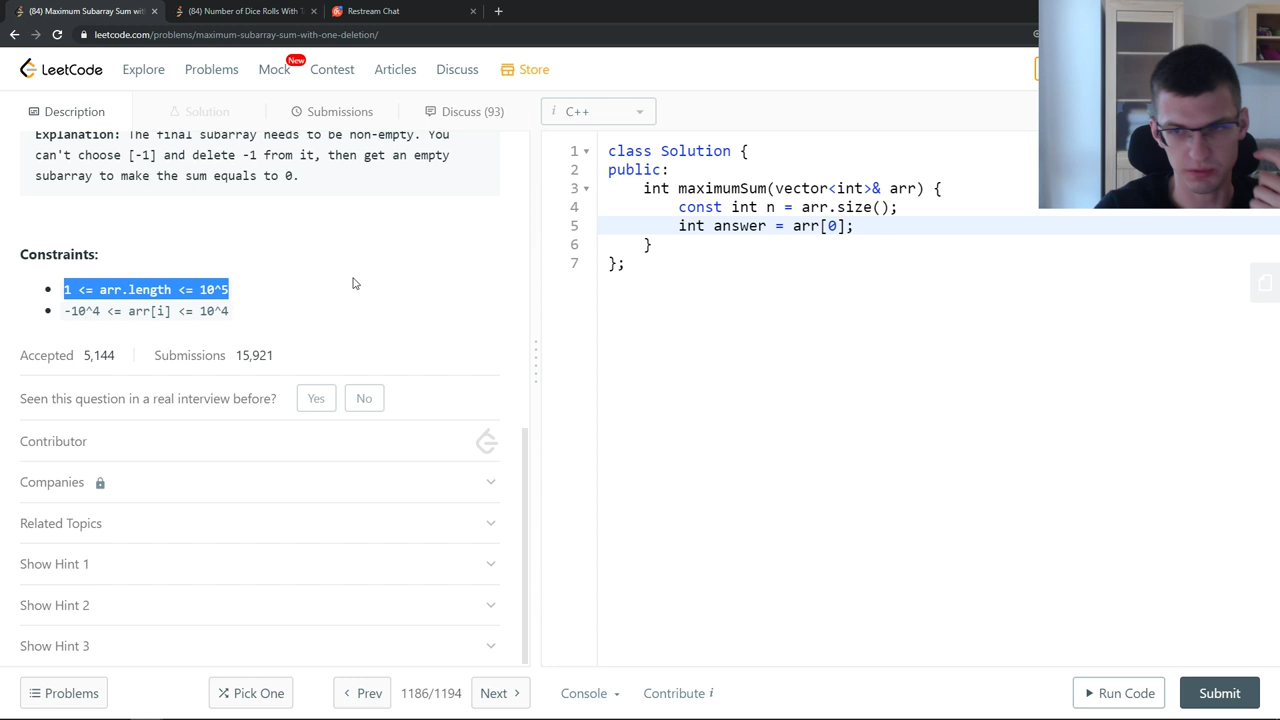 (84) Maximum Subarray Sum wit
(84) Number of Dice Rolls With T
Restream Chat
leetcode.com/problems/maximum-subarray-sum-with-one-deletion/
LeetCode
Explore
Problems
Mock
New
Contest
Articles
Discuss
Store
Description
Solution
Submissions
Discuss (93)
i C++
Explanation: The final subarray needs to be non-empty. You
can't choose [-1] and delete -1 from it, then get an empty
subarray to make the sum equals to 0.
Constraints:
1 <= arr.length <= 10^5
-10^4 <= arr[i] <= 10^4
Accepted 5,144
Submissions 15,921
Seen this question in a real interview before?
Yes
No
Contributor
Companies
Related Topics
Show Hint 1
Show Hint 2
Show Hint 3
1 class Solution {
2 public:
3 int maximumSum(vector<int>& arr) {
4 const int n = arr.size();
5 int answer = arr[0];
6 }
7 };
Problems
Pick One
Prev
1186/1194
Next
Console
Contribute i
Run Code
Submit